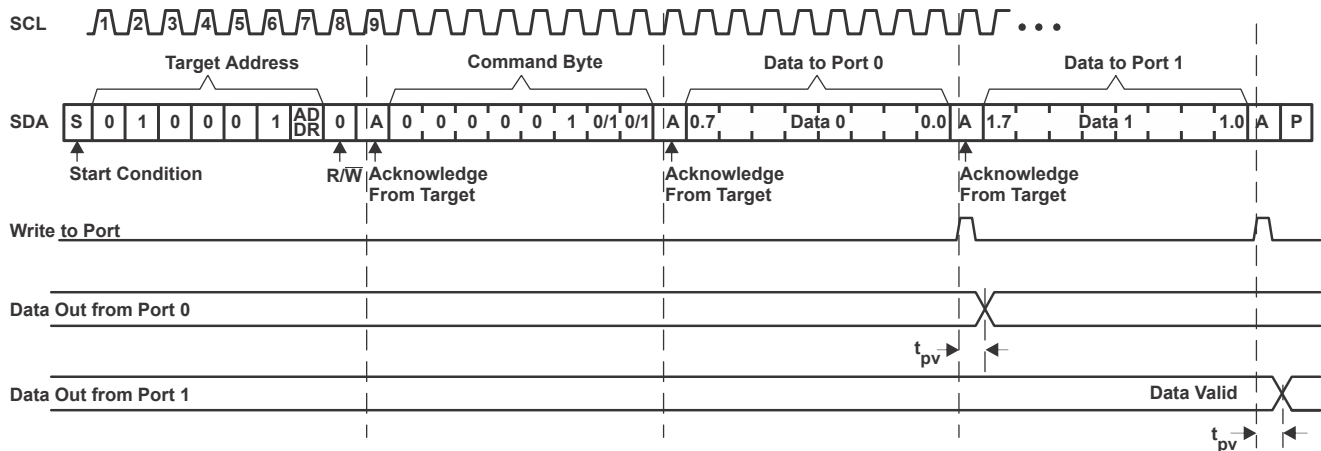 SCL 1 2 3 4 5 6 7 8 9
Target Address Command Byte Data to Port 0 Data to Port 1
SDA S 0 1 0 0 0 1 AD DR 0 A 0 0 0 0 0 1 0/1 0/1 A 0.7 Data 0 0.0 A 1.7 Data 1 1.0 A P
Start Condition R/W̅ Acknowledge From Target Acknowledge From Target Acknowledge From Target
Write to Port
Data Out from Port 0
tpv
Data Out from Port 1 Data Valid
tpv